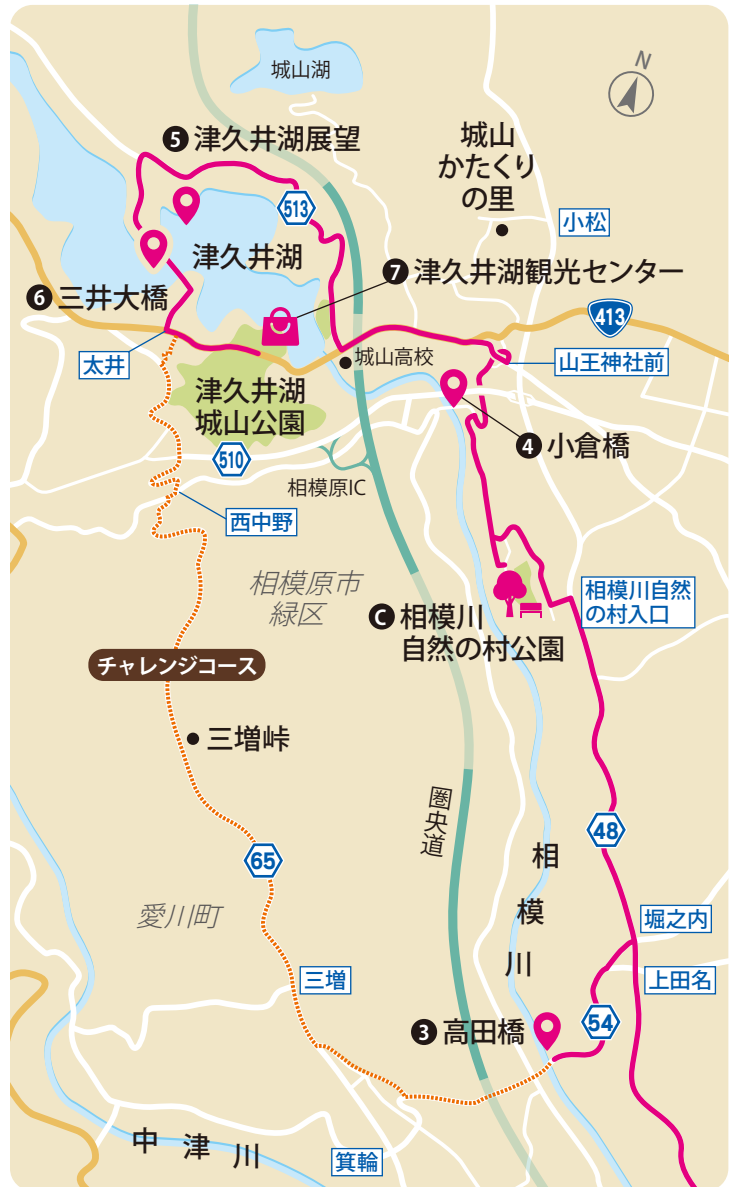 城山湖
N
❺ 津久井湖展望
城山
かたくり
の里
小松
513
津久井湖
❼ 津久井湖観光センター
❻ 三井大橋
413
太井
城山高校
山王神社前
津久井湖
城山公園
❹ 小倉橋
510
相模原IC
西中野
相模原市
緑区
相模川自然
の村入口
C 相模川
自然の村公園
チャレンジコース
三増峠
圏央道
48
相模川
65
愛川町
堀之内
三増
上田名
❸ 高田橋
54
中津川
箕輪